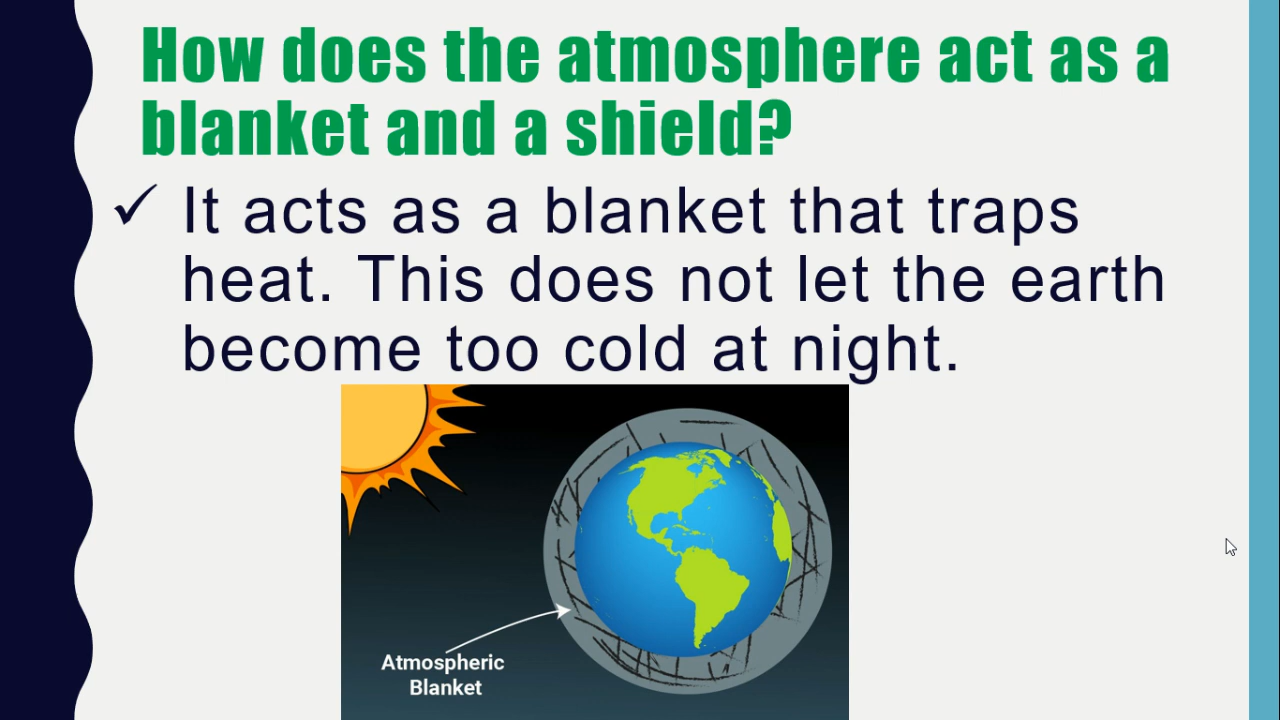 How does the atmosphere act as a
blanket and a shield?
✓ It acts as a blanket that traps
heat. This does not let the earth
become too cold at night.
Atmospheric
Blanket